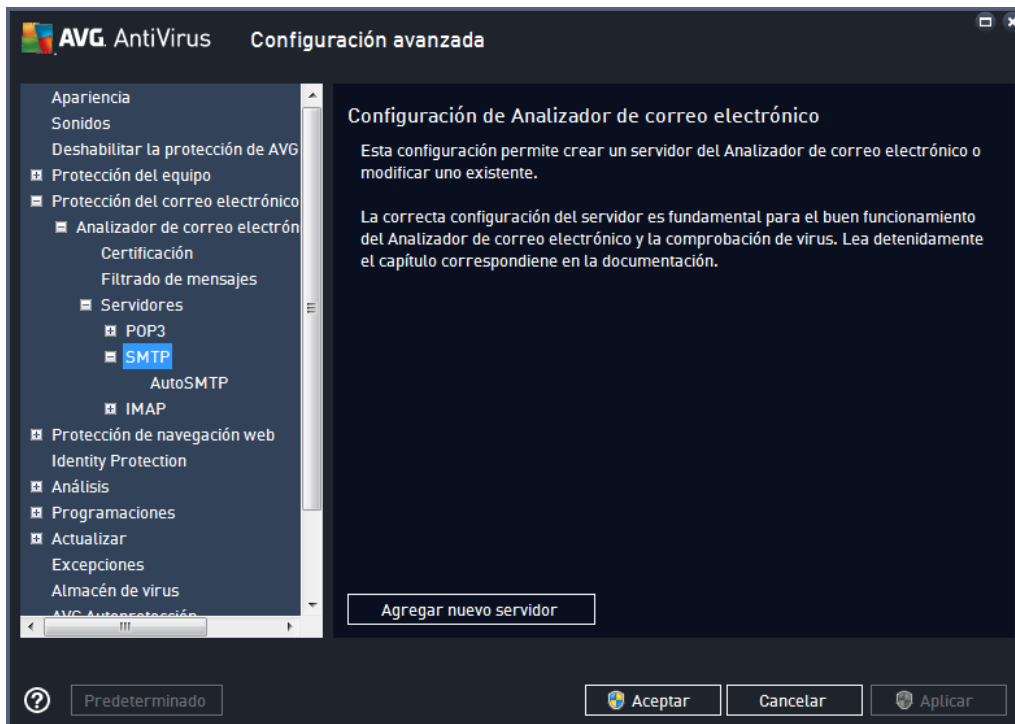 AVG. AntiVirus Configuración avanzada
Apariencia
Sonidos
Deshabilitar la protección de AVG
Protección del equipo
Protección del correo electrónico
Analizador de correo electrón
Certificación
Filtrado de mensajes
Servidores
POP3
SMTP
AutoSMTP
IMAP
Protección de navegación web
Identity Protection
Análisis
Programaciones
Actualizar
Excepciones
Almacén de virus
AVG Autoprotección
Configuración de Analizador de correo electrónico
Esta configuración permite crear un servidor del Analizador de correo electrónico o
modificar uno existente.
La correcta configuración del servidor es fundamental para el buen funcionamiento
del Analizador de correo electrónico y la comprobación de virus. Lea detenidamente
el capítulo correspondiene en la documentación.
Agregar nuevo servidor
Predeterminado
Aceptar
Cancelar
Aplicar